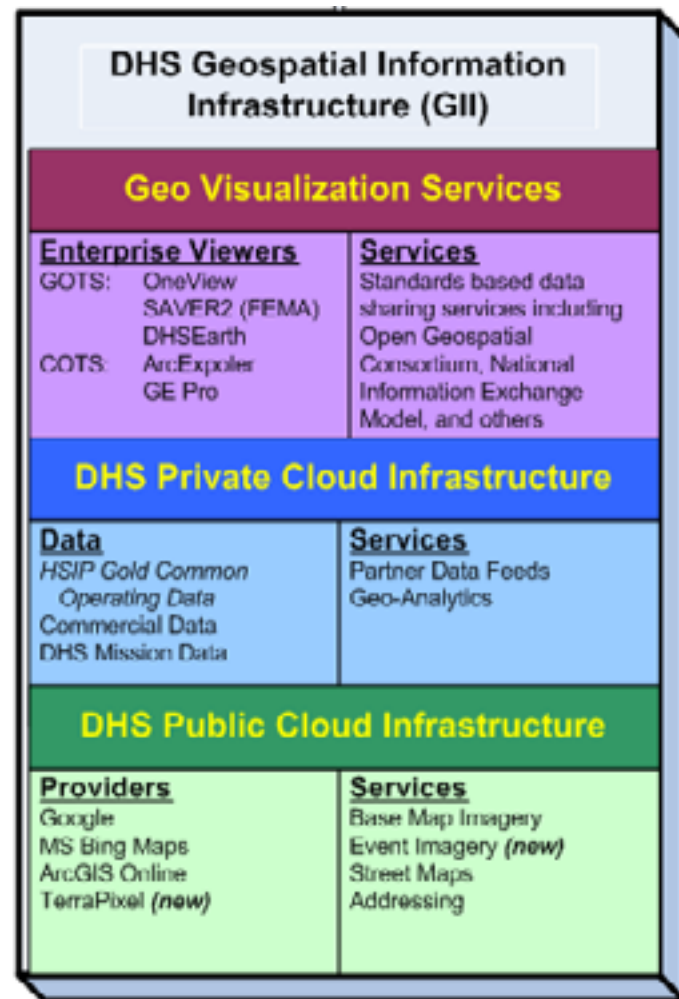 DHS Geospatial Information
Infrastructure (GII)
Geo Visualization Services
Enterprise Viewers
GOTS: OneView
SAVER2 (FEMA)
DHSEarth
COTS: ArcExpoler
GE Pro
Services
Standards based data
sharing services including
Open Geospatial
Consortium, National
Information Exchange
Model, and others
DHS Private Cloud Infrastructure
Data
HSIP Gold Common
Operating Data
Commercial Data
DHS Mission Data
Services
Partner Data Feeds
Geo-Analytics
DHS Public Cloud Infrastructure
Providers
Google
MS Bing Maps
ArcGIS Online
TerraPixel (new)
Services
Base Map Imagery
Event Imagery (new)
Street Maps
Addressing